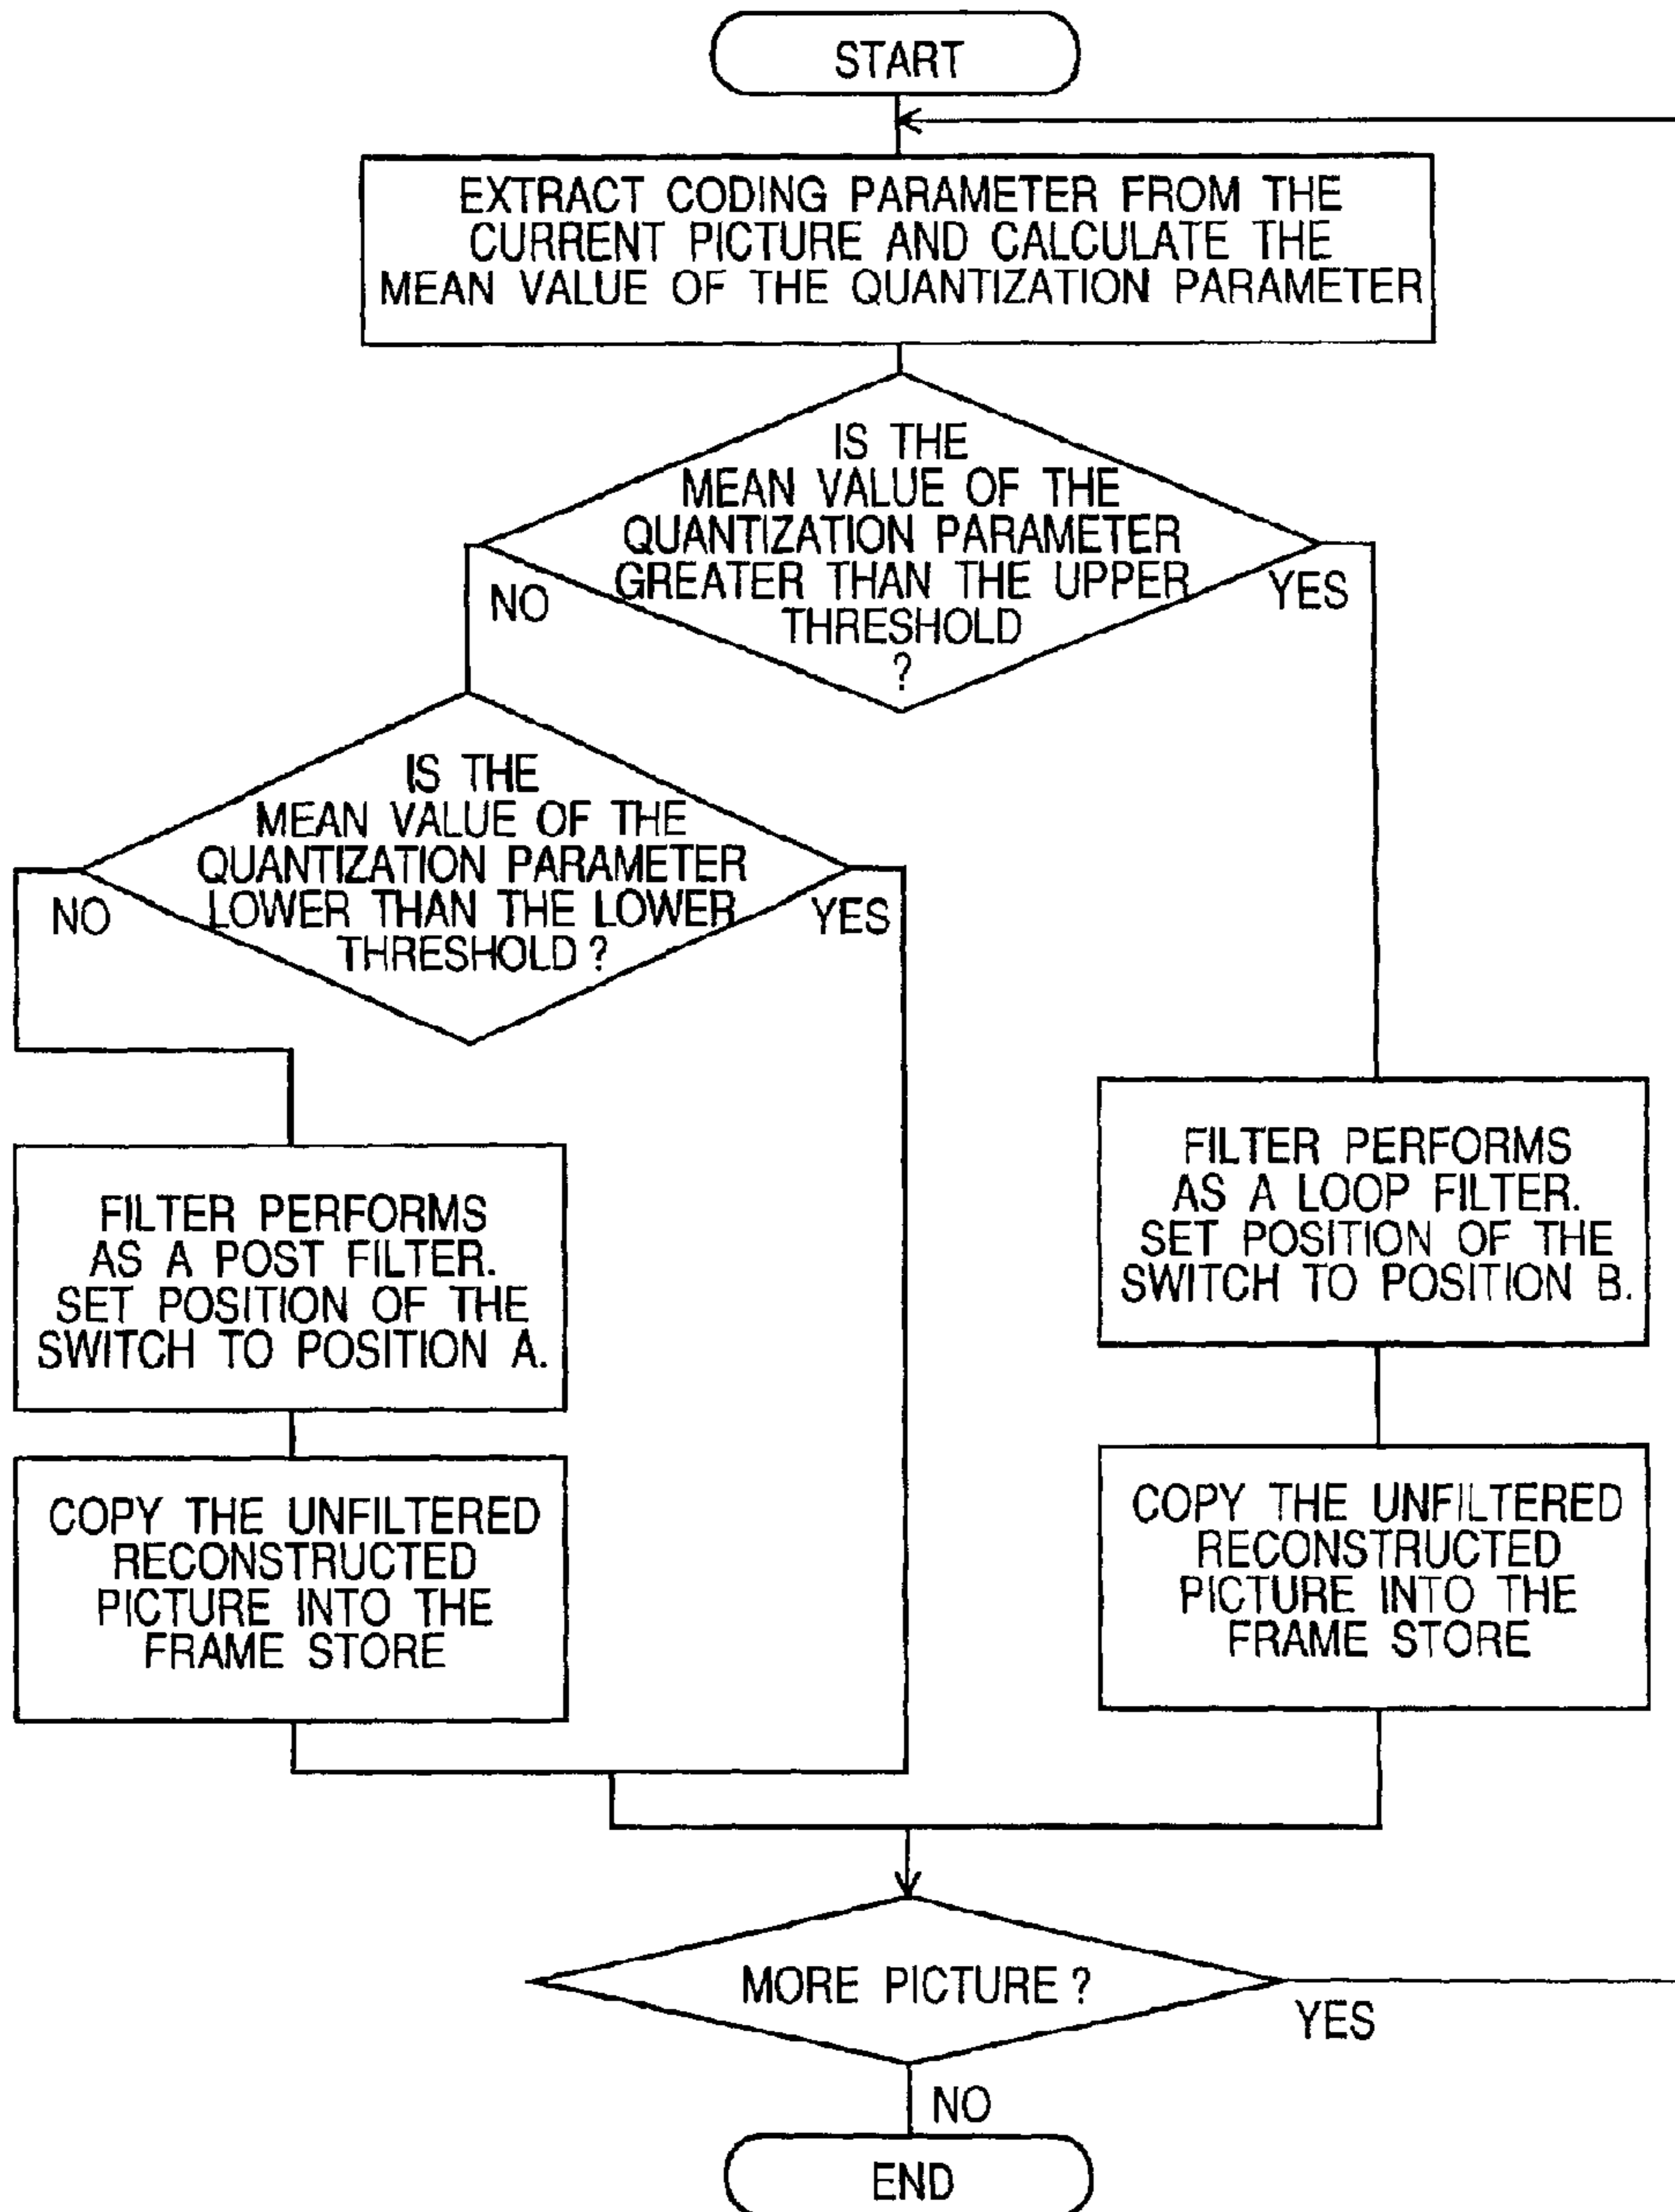 START
EXTRACT CODING PARAMETER FROM THE
CURRENT PICTURE AND CALCULATE THE
MEAN VALUE OF THE QUANTIZATION PARAMETER
IS THE
MEAN VALUE OF THE
QUANTIZATION PARAMETER
GREATER THAN THE UPPER
THRESHOLD
?
NO
YES
IS THE
MEAN VALUE OF THE
QUANTIZATION PARAMETER
LOWER THAN THE LOWER
THRESHOLD ?
NO
YES
FILTER PERFORMS
AS A POST FILTER.
SET POSITION OF THE
SWITCH TO POSITION A.
FILTER PERFORMS
AS A LOOP FILTER.
SET POSITION OF THE
SWITCH TO POSITION B.
COPY THE UNFILTERED
RECONSTRUCTED
PICTURE INTO THE
FRAME STORE
COPY THE UNFILTERED
RECONSTRUCTED
PICTURE INTO THE
FRAME STORE
MORE PICTURE ?
YES
NO
END